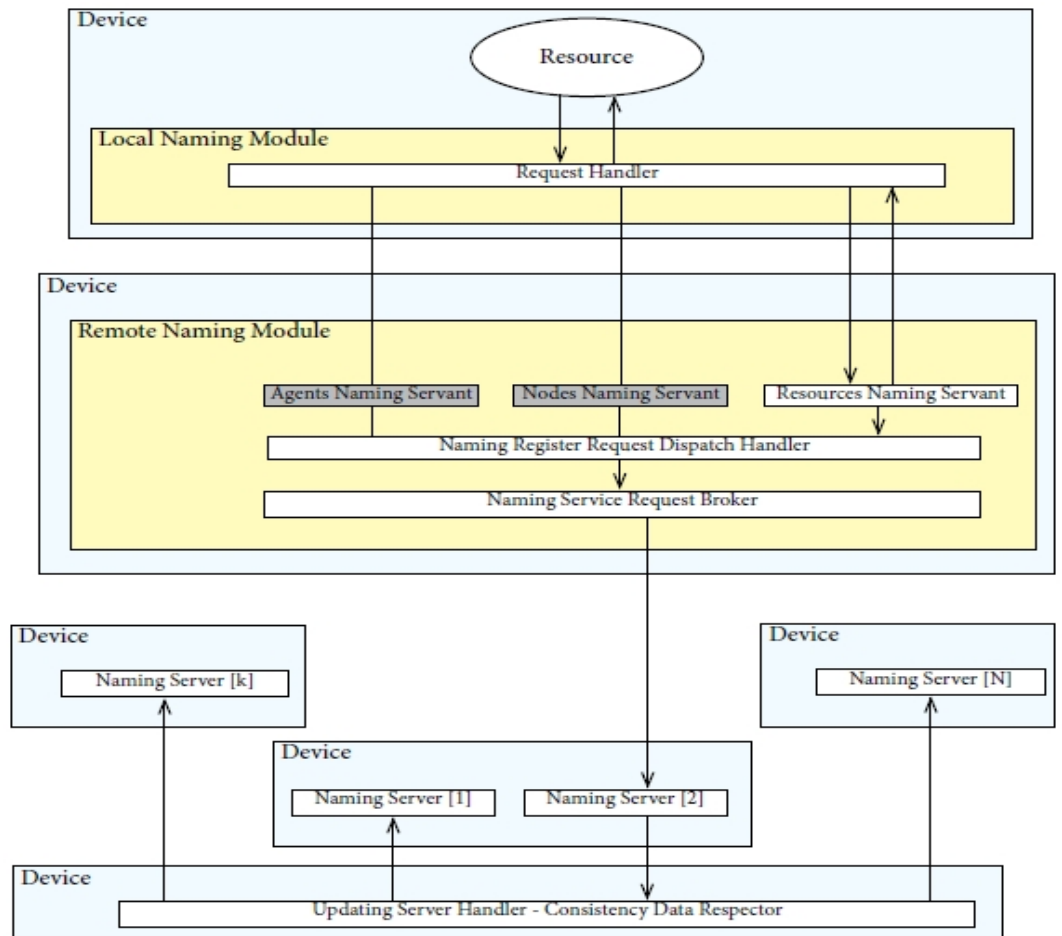 Device
Resource
Local Naming Module
Request Handler
Device
Remote Naming Module
Agents Naming Servant
Nodes Naming Servant
Resources Naming Servant
Naming Register Request Dispatch Handler
Naming Service Request Broker
Device
Naming Server [k]
Device
Naming Server [N]
Device
Naming Server [1]
Naming Server [2]
Device
Updating Server Handler - Consistency Data Respector